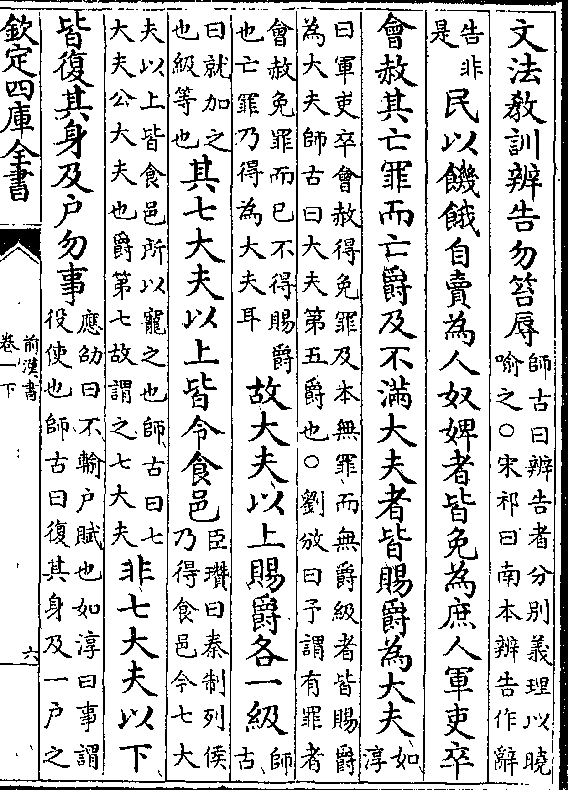 文法教訓辨告勿笞辱師古曰辨告者分别義理以曉
喻之○宋祁曰南本辨告作辭
告非
是民以饑餓自賣為人奴婢者皆免為庶人軍吏卒
會赦其亡罪而亡爵及不滿大夫者皆賜爵為大夫如
淳
曰軍吏卒會赦得免罪及本無罪而無爵級者皆賜爵
為大夫師古曰大夫第五爵也○劉攽曰予謂有罪者
會赦免罪而已不得賜爵
也亡罪乃得為大夫耳故大夫以上賜爵各一級師
古
曰就加之
也級等也其七大夫以上皆令食邑臣瓚曰秦制列侯
乃得食邑今七大
夫以上皆食邑所以寵之也師古曰七
大夫公大夫也爵第七故謂之七大夫非七大夫以下
皆復其身及户勿事應劭曰不輸户賦也如淳曰事謂
役使也師古曰復其身及一户之
欽定四庫全書
前漢書
卷一下
六